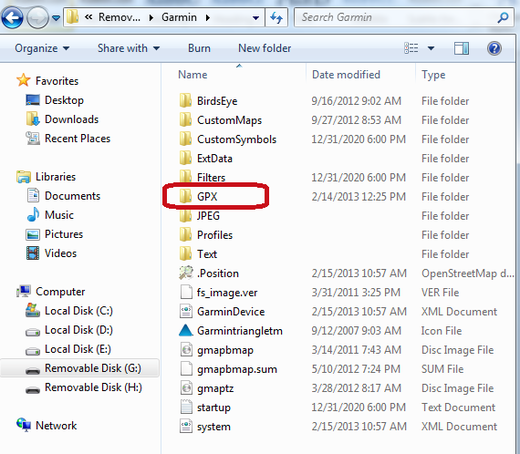 « Remov... ▸ Garmin ▸
Search Garmin
Organize ▾ Share with ▾ Burn New folder
Favorites
Desktop
Downloads
Recent Places
Libraries
Documents
Music
Pictures
Videos
Computer
Local Disk (C:)
Local Disk (D:)
Local Disk (E:)
Removable Disk (G:)
Removable Disk (H:)
Network
Name Date modified Type
BirdsEye 9/16/2012 9:02 AM File folder
CustomMaps 9/27/2012 8:53 AM File folder
CustomSymbols 12/31/2020 6:00 PM File folder
ExtData File folder
Filters 12/31/2020 6:00 PM File folder
GPX 2/14/2013 12:25 PM File folder
JPEG File folder
Profiles File folder
Text File folder
.Position 2/15/2013 10:57 AM OpenStreetMap d...
fs_image.ver 3/31/2011 3:25 PM VER File
GarminDevice 2/15/2013 10:57 AM XML Document
Garmintriangletm 9/12/2007 9:03 AM Icon File
gmapbmap 3/14/2011 7:43 AM Disc Image File
gmapbmap.sum 5/10/2012 7:24 PM SUM File
gmaptz 3/28/2012 8:17 AM Disc Image File
startup 12/31/2020 6:00 PM Text Document
system 2/15/2013 10:57 AM XML Document